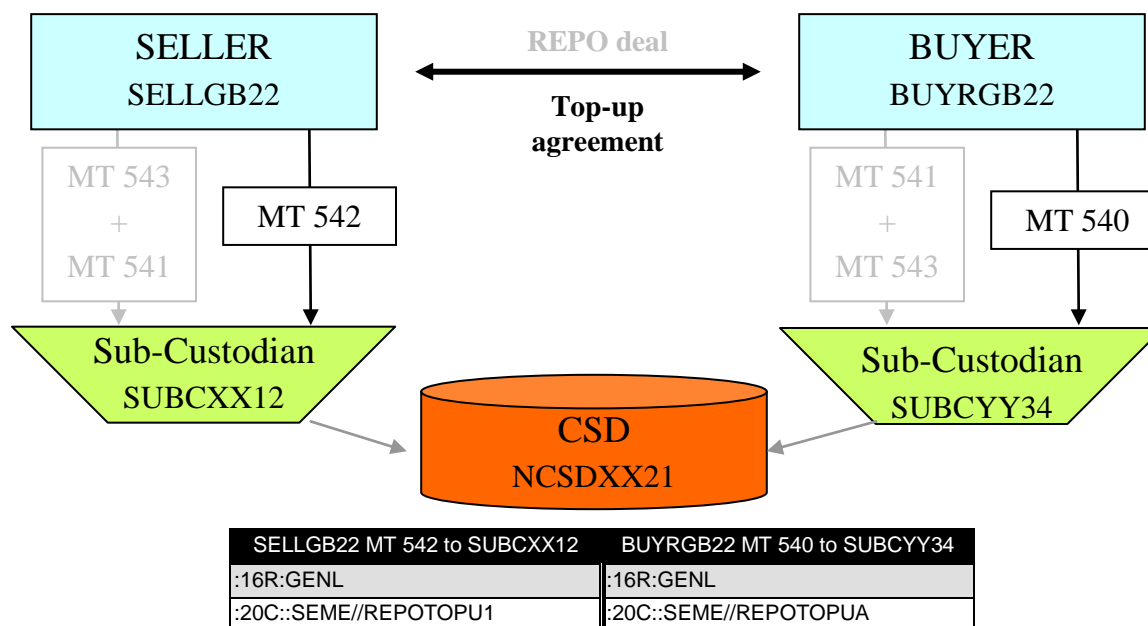 SELLER
SELLGB22
REPO deal
BUYER
BUYRGB22
Top-up
agreement
MT 543
+
MT 541
MT 542
MT 541
+
MT 543
MT 540
Sub-Custodian
SUBCXX12
Sub-Custodian
SUBCYY34
CSD
NCSDXX21
SELLGB22 MT 542 to SUBCXX12 BUYRGB22 MT 540 to SUBCYY34
:16R:GENL :16R:GENL
:20C::SEME//REPOTOPU1 :20C::SEME//REPOTOPUA